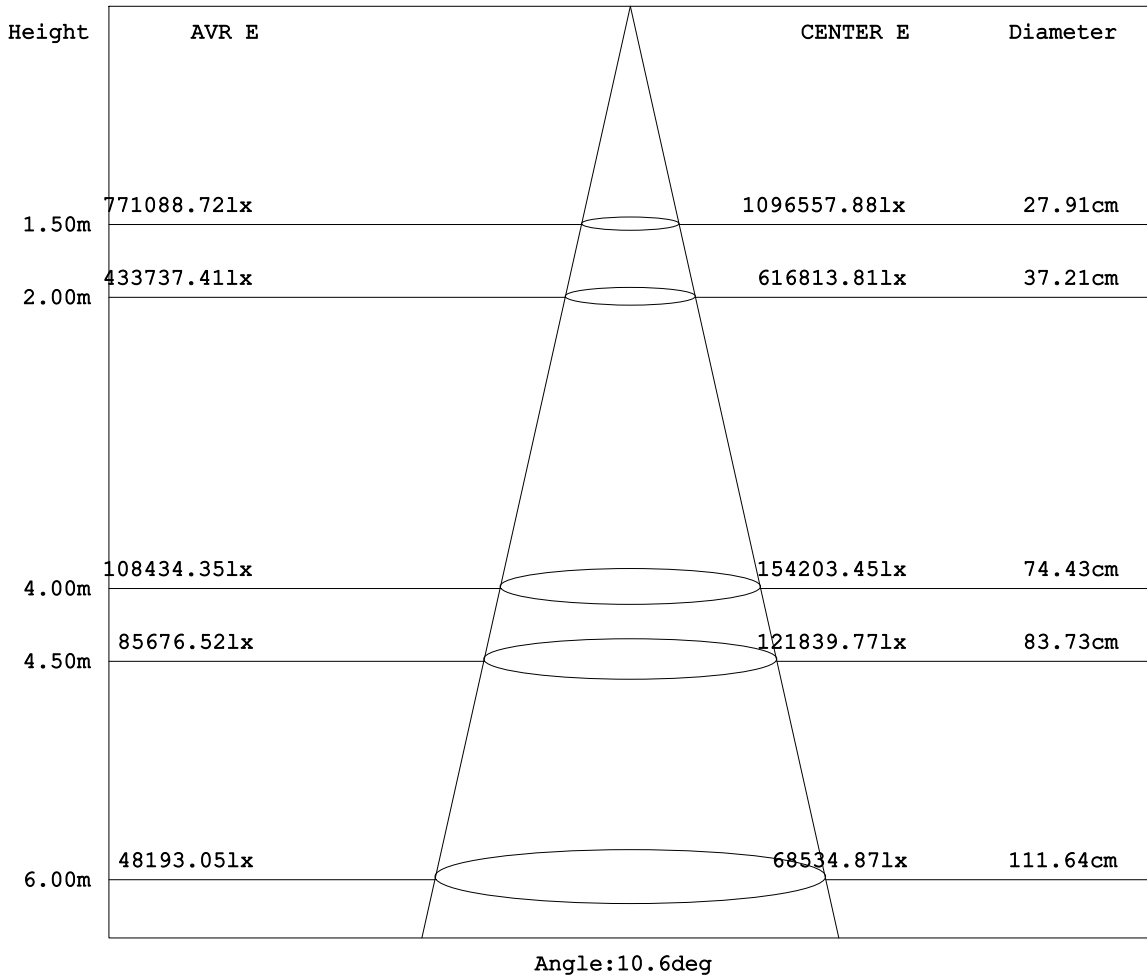 Height AVR E CENTER E Diameter
771088.72lx 1096557.88lx 27.91cm
1.50m
433737.41lx 616813.81lx 37.21cm
2.00m
108434.35lx 154203.45lx 74.43cm
4.00m
85676.52lx 121839.77lx 83.73cm
4.50m
48193.05lx 68534.87lx 111.64cm
6.00m
Angle:10.6deg